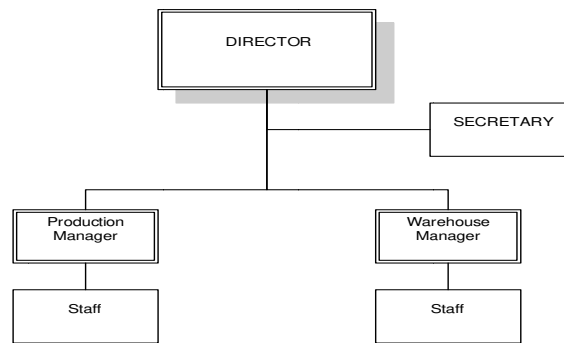 DIRECTOR
SECRETARY
Production
Manager
Warehouse
Manager
Staff
Staff